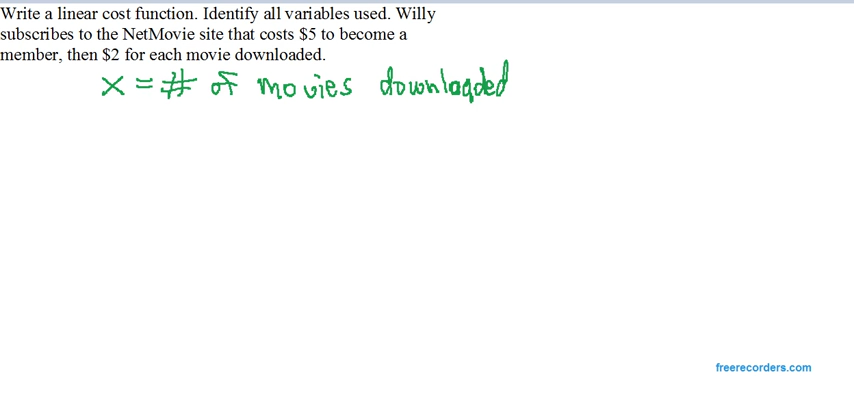 Write a linear cost function. Identify all variables used. Willy
subscribes to the NetMovie site that costs $5 to become a
member, then $2 for each movie downloaded.
x = # of movies downloaded
freerecorders.com